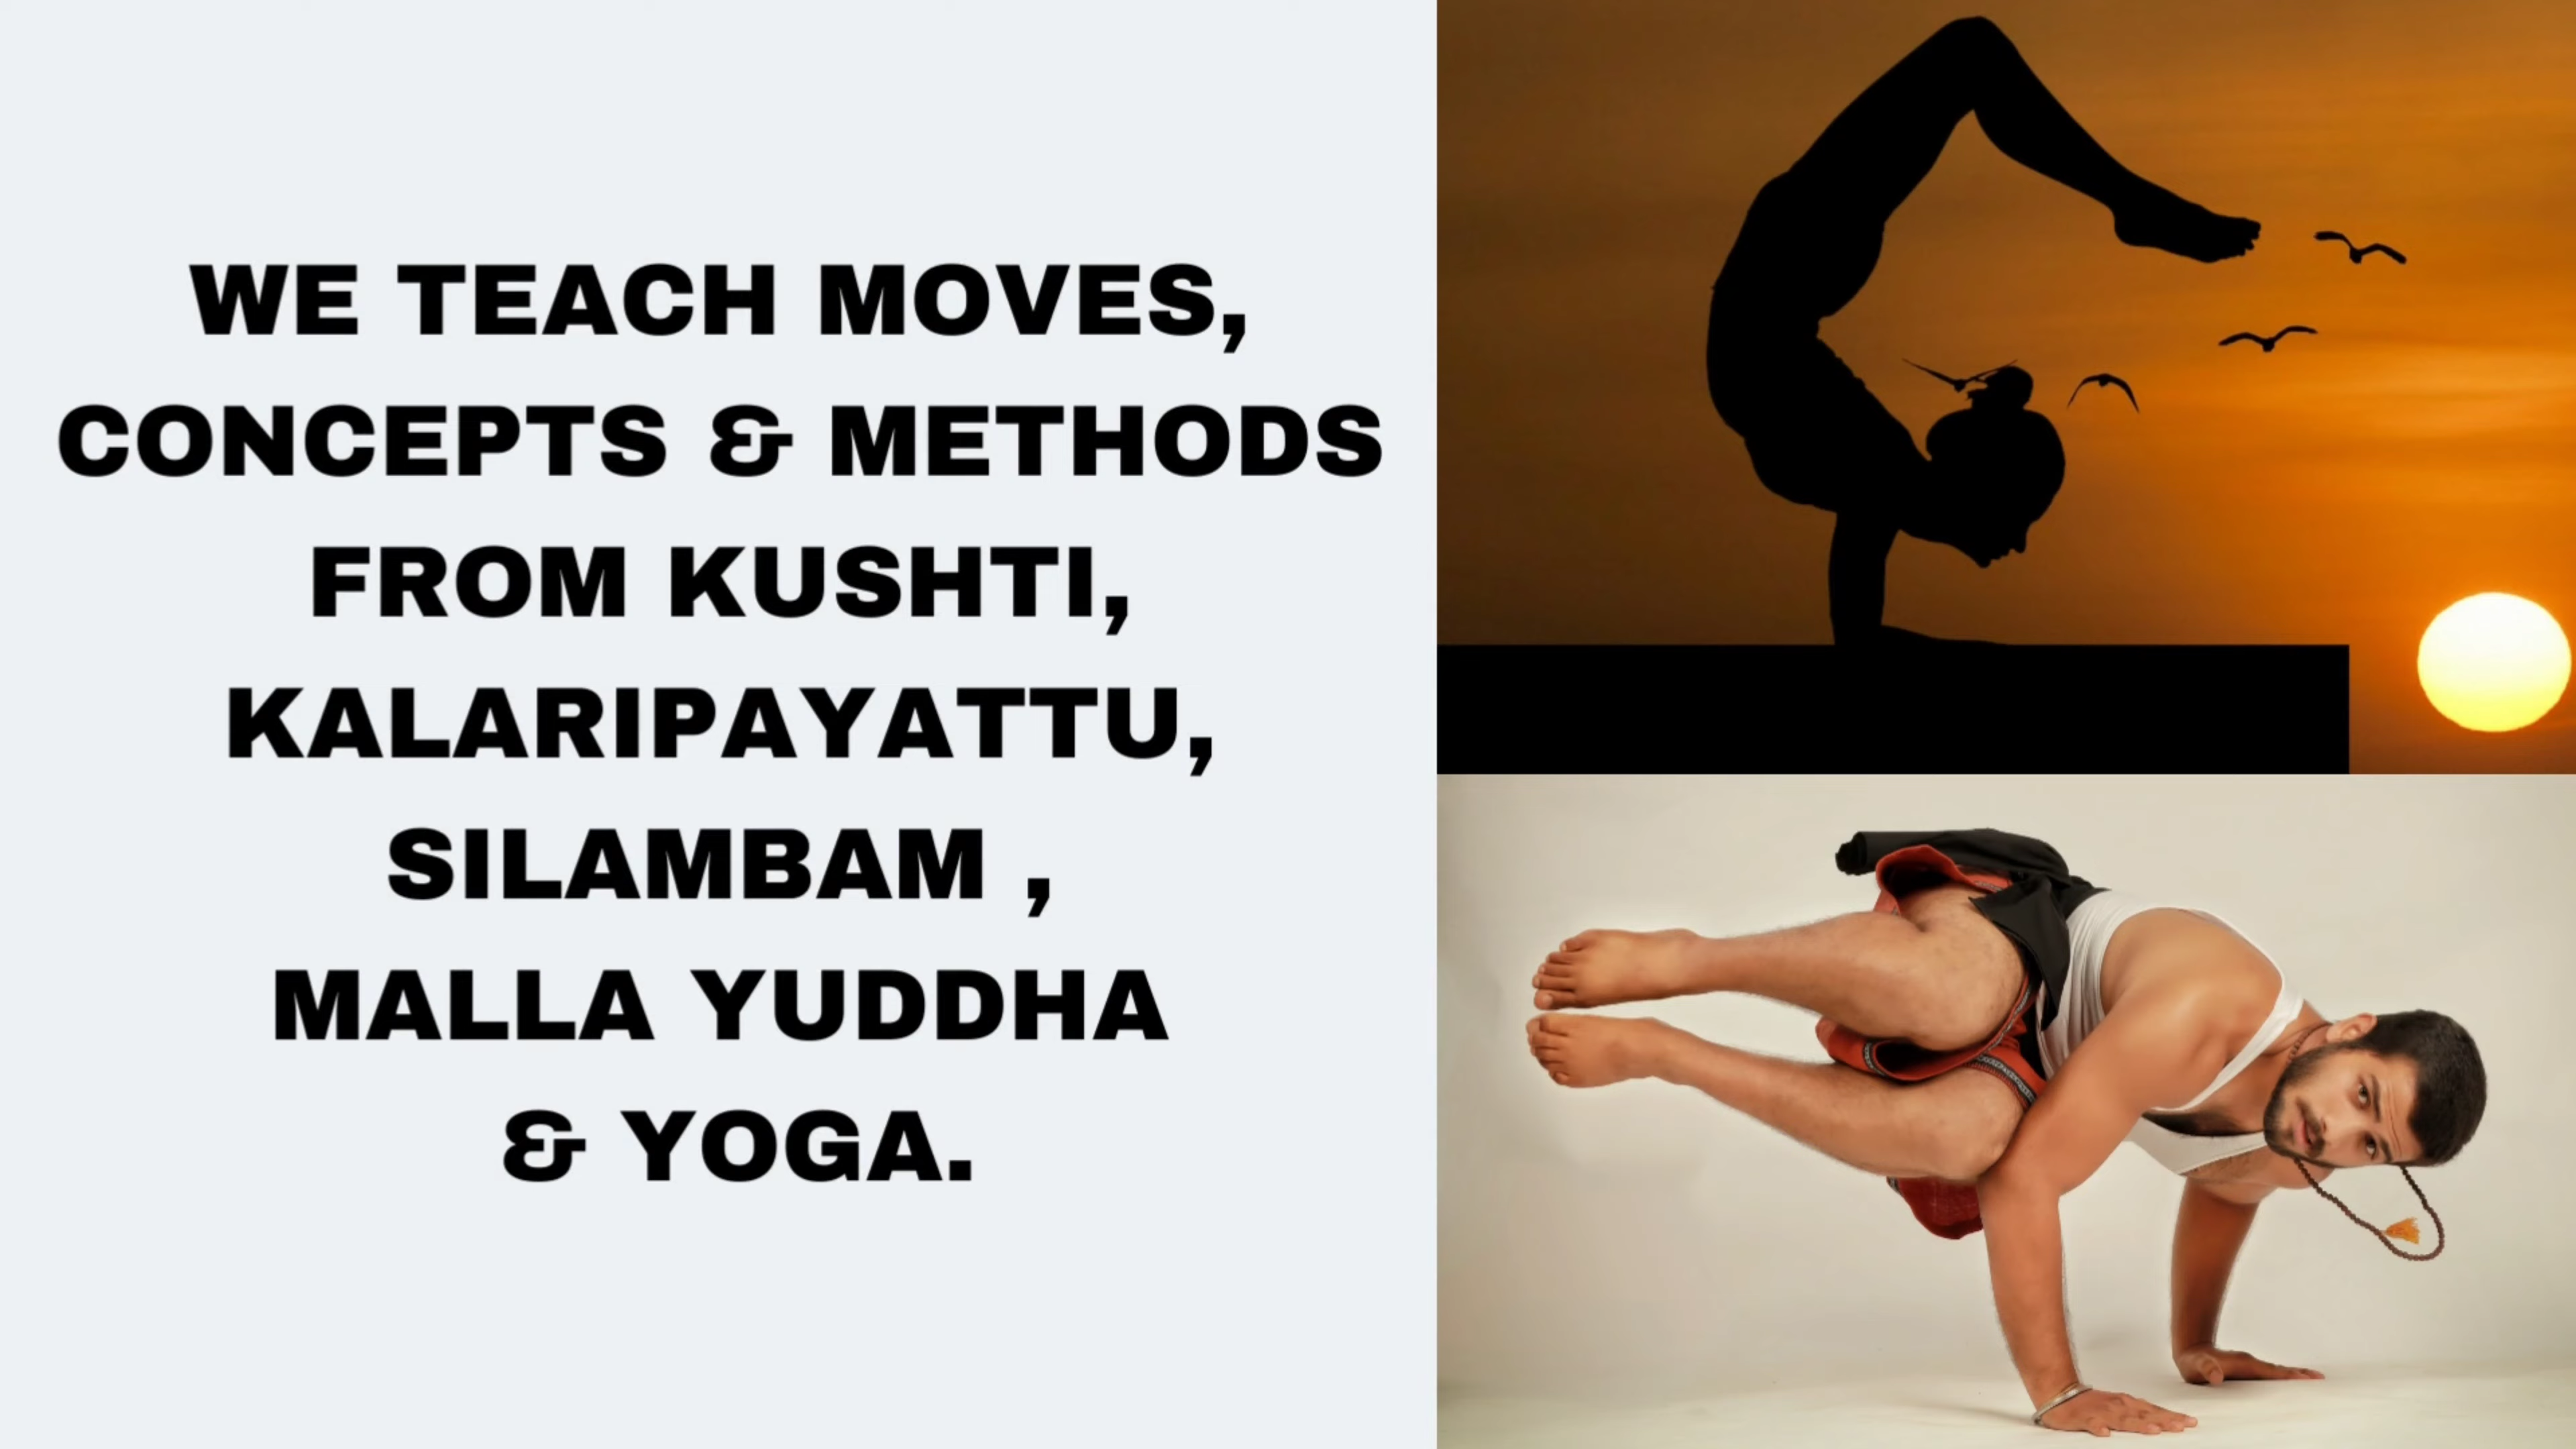 WE TEACH MOVES,
CONCEPTS & METHODS
FROM KUSHTI,
KALARIPAYATTU,
SILAMBAM ,
MALLA YUDDHA
& YOGA.